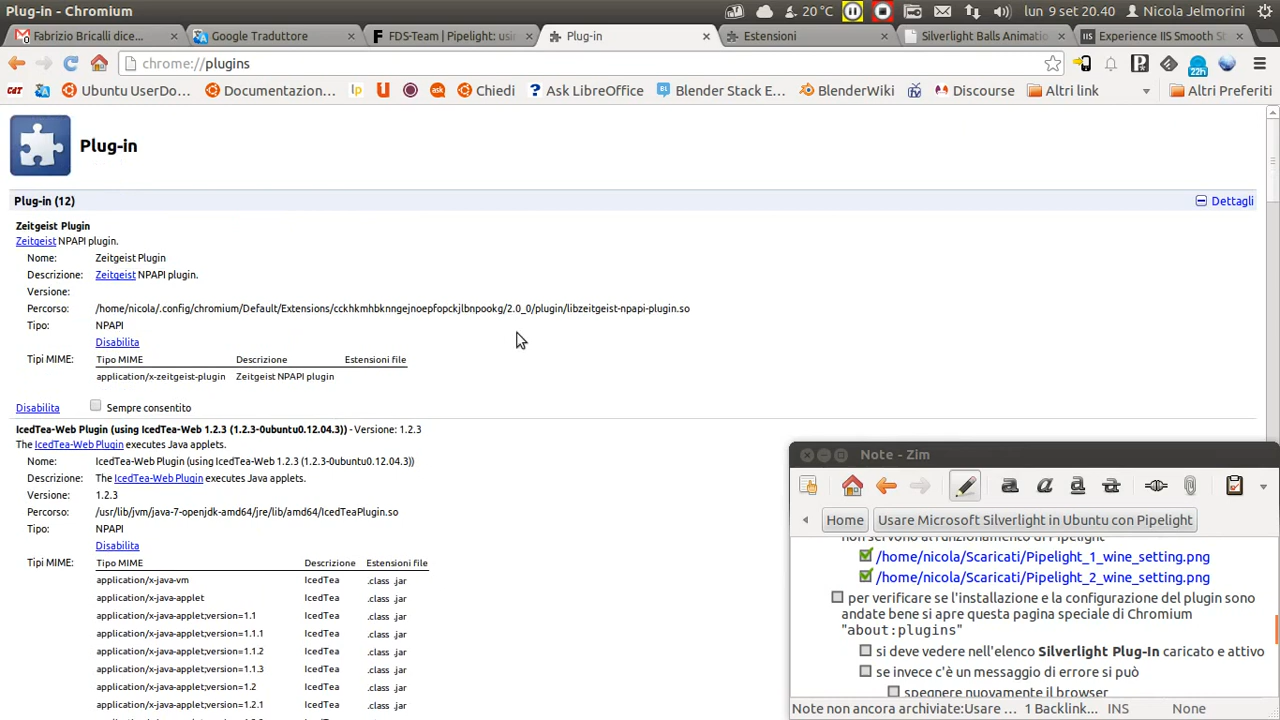 Plug-in - Chromium
20 °C
lun 9 set 20.40
Nicola Jelmorini
Fabrizio Bricalli dice...
Google Traduttore
FDS-Team | Pipelight: us
Plug-in
Estensioni
Silverlight Balls Animatio
Experience IIS Smooth St
chrome://plugins
22h
CAT
Ubuntu UserDo...
Documentazion...
lp
U
ask
Chiedi
Ask LibreOffice
Blender Stack E...
BlenderWiki
Discourse
Altri link
Altri Preferiti
Plug-in
Plug-in (12)
Dettagli
Zeitgeist Plugin
Zeitgeist NPAPI plugin.
Nome: Zeitgeist Plugin
Descrizione: Zeitgeist NPAPI plugin.
Versione:
Percorso: /home/nicola/.config/chromium/Default/Extensions/cckhkmhbknngejnoepfopckjlbnpookg/2.0_0/plugin/libzeitgeist-npapi-plugin.so
Tipo: NPAPI
Disabilita
Tipi MIME: Tipo MIME Descrizione Estensioni file
application/x-zeitgeist-plugin Zeitgeist NPAPI plugin
Disabilita Sempre consentito
IcedTea-Web Plugin (using IcedTea-Web 1.2.3 (1.2.3-0ubuntu0.12.04.3)) - Versione: 1.2.3
The IcedTea-Web Plugin executes Java applets.
Nome: IcedTea-Web Plugin (using IcedTea-Web 1.2.3 (1.2.3-0ubuntu0.12.04.3))
Descrizione: The IcedTea-Web Plugin executes Java applets.
Versione: 1.2.3
Percorso: /usr/lib/jvm/java-7-openjdk-amd64/jre/lib/amd64/IcedTeaPlugin.so
Tipo: NPAPI
Disabilita
Tipi MIME: Tipo MIME Descrizione Estensioni file
application/x-java-vm IcedTea .class .jar
application/x-java-applet IcedTea .class .jar
application/x-java-applet;version=1.1 IcedTea .class .jar
application/x-java-applet;version=1.1.1 IcedTea .class .jar
application/x-java-applet;version=1.1.2 IcedTea .class .jar
application/x-java-applet;version=1.1.3 IcedTea .class .jar
application/x-java-applet;version=1.2 IcedTea .class .jar
application/x-java-applet;version=1.2.1 IcedTea .class .jar
Note - Zim
Home
Usare Microsoft Silverlight in Ubuntu con Pipelight
non servono al funzionamento di Pipelight
/home/nicola/Scaricati/Pipelight_1_wine_setting.png
/home/nicola/Scaricati/Pipelight_2_wine_setting.png
per verificare se l'installazione e la configurazione del plugin sono
andate bene si apre questa pagina speciale di Chromium
"about:plugins"
si deve vedere nell'elenco Silverlight Plug-In caricato e attivo
se invece c'è un messaggio di errore si può
spegnere nuovamente il browser
Note non ancora archiviate:Usare ...
1 Backlink...
INS
None